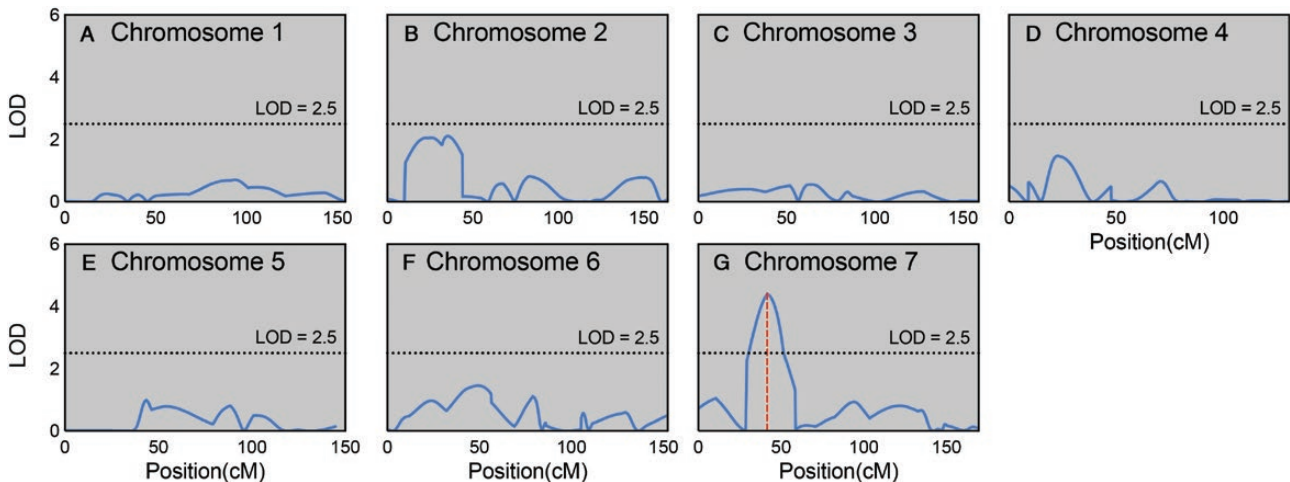 A Chromosome 1
B Chromosome 2
C Chromosome 3
D Chromosome 4
LOD
6
4
2
0
LOD = 2.5
LOD = 2.5
LOD = 2.5
LOD = 2.5
0 50 100 150
0 50 100 150
0 50 100 150
0 50 100
Position(cM)
E Chromosome 5
F Chromosome 6
G Chromosome 7
LOD
6
4
2
0
LOD = 2.5
LOD = 2.5
LOD = 2.5
0 50 100 150
0 50 100 150
0 50 100 150
Position(cM)
Position(cM)
Position(cM)